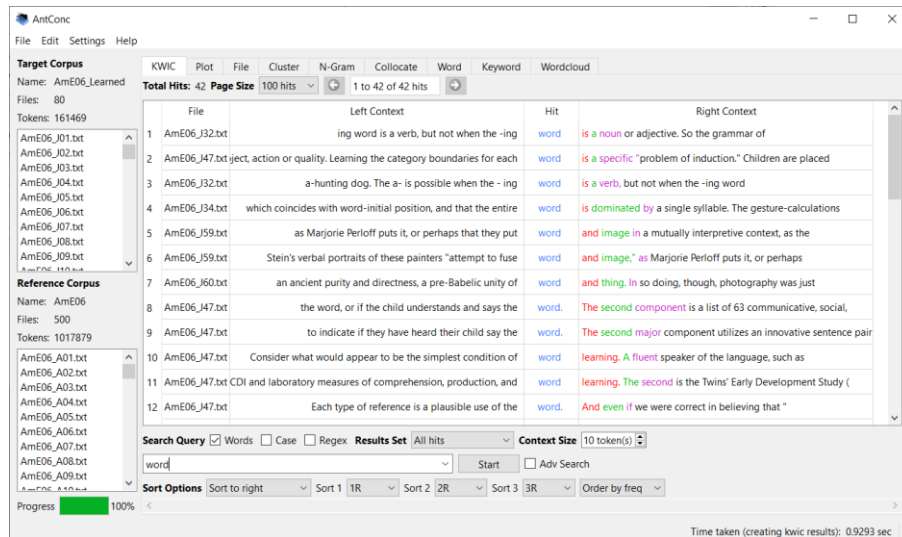 AntConc
File Edit Settings Help
Target Corpus
Name: AmE06_Learned
Files: 80
Tokens: 161469
AmE06_J01.txt
AmE06_J02.txt
AmE06_J03.txt
AmE06_J04.txt
AmE06_J05.txt
AmE06_J06.txt
AmE06_J07.txt
AmE06_J08.txt
AmE06_J09.txt
AmE06_J10.txt
Reference Corpus
Name: AmE06
Files: 500
Tokens: 1017879
AmE06_A01.txt
AmE06_A02.txt
AmE06_A03.txt
AmE06_A04.txt
AmE06_A05.txt
AmE06_A06.txt
AmE06_A07.txt
AmE06_A08.txt
AmE06_A09.txt
AmE06_A10.txt
Progress 100%
KWIC Plot File Cluster N-Gram Collocate Word Keyword Wordcloud
Total Hits: 42 Page Size 100 hits 1 to 42 of 42 hits
File Left Context Hit Right Context
1 AmE06_J32.txt ing word is a verb, but not when the -ing word is a noun or adjective. So the grammar of
2 AmE06_J47.txt ject, action or quality. Learning the category boundaries for each word is a specific "problem of induction." Children are placed
3 AmE06_J32.txt a-hunting dog. The a- is possible when the - ing word is a verb, but not when the -ing word
4 AmE06_J34.txt which coincides with word-initial position, and that the entire word is dominated by a single syllable. The gesture-calculations
5 AmE06_J59.txt as Marjorie Perloff puts it, or perhaps that they put word and image in a mutually interpretive context, as the
6 AmE06_J59.txt Stein's verbal portraits of these painters "attempt to fuse word and image," as Marjorie Perloff puts it, or perhaps
7 AmE06_J60.txt an ancient purity and directness, a pre-Babelic unity of word and thing. In so doing, though, photography was just
8 AmE06_J47.txt the word, or if the child understands and says the word. The second component is a list of 63 communicative, social,
9 AmE06_J47.txt to indicate if they have heard their child say the word. The second major component utilizes an innovative sentence pair
10 AmE06_J47.txt Consider what would appear to be the simplest condition of word learning. A fluent speaker of the language, such as
11 AmE06_J47.txt CDI and laboratory measures of comprehension, production, and word learning. The second is the Twins' Early Development Study (
12 AmE06_J47.txt Each type of reference is a plausible use of the word. And even if we were correct in believing that "
Search Query Words Case Regex Results Set All hits Context Size 10 token(s)
word Start Adv Search
Sort Options Sort to right Sort 1 1R Sort 2 2R Sort 3 3R Order by freq
Time taken (creating kwic results): 0.9293 sec